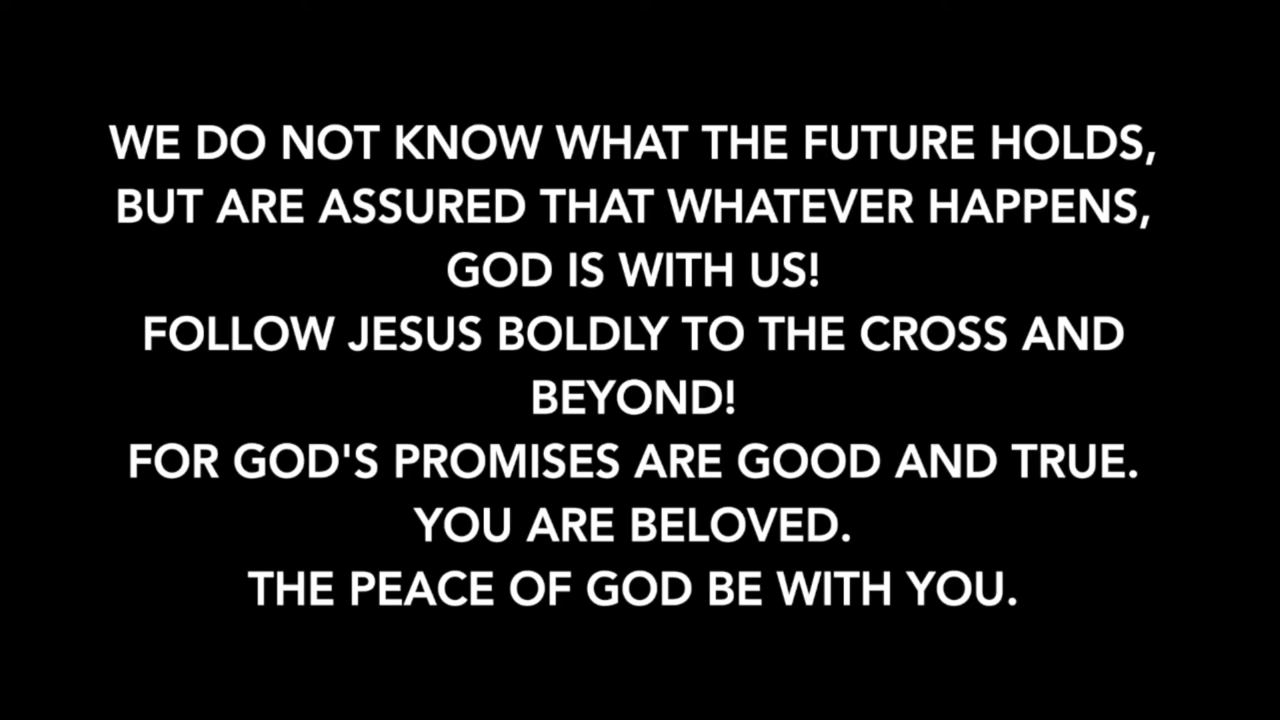 WE DO NOT KNOW WHAT THE FUTURE HOLDS,
BUT ARE ASSURED THAT WHATEVER HAPPENS,
GOD IS WITH US!
FOLLOW JESUS BOLDLY TO THE CROSS AND
BEYOND!
FOR GOD'S PROMISES ARE GOOD AND TRUE.
YOU ARE BELOVED.
THE PEACE OF GOD BE WITH YOU.